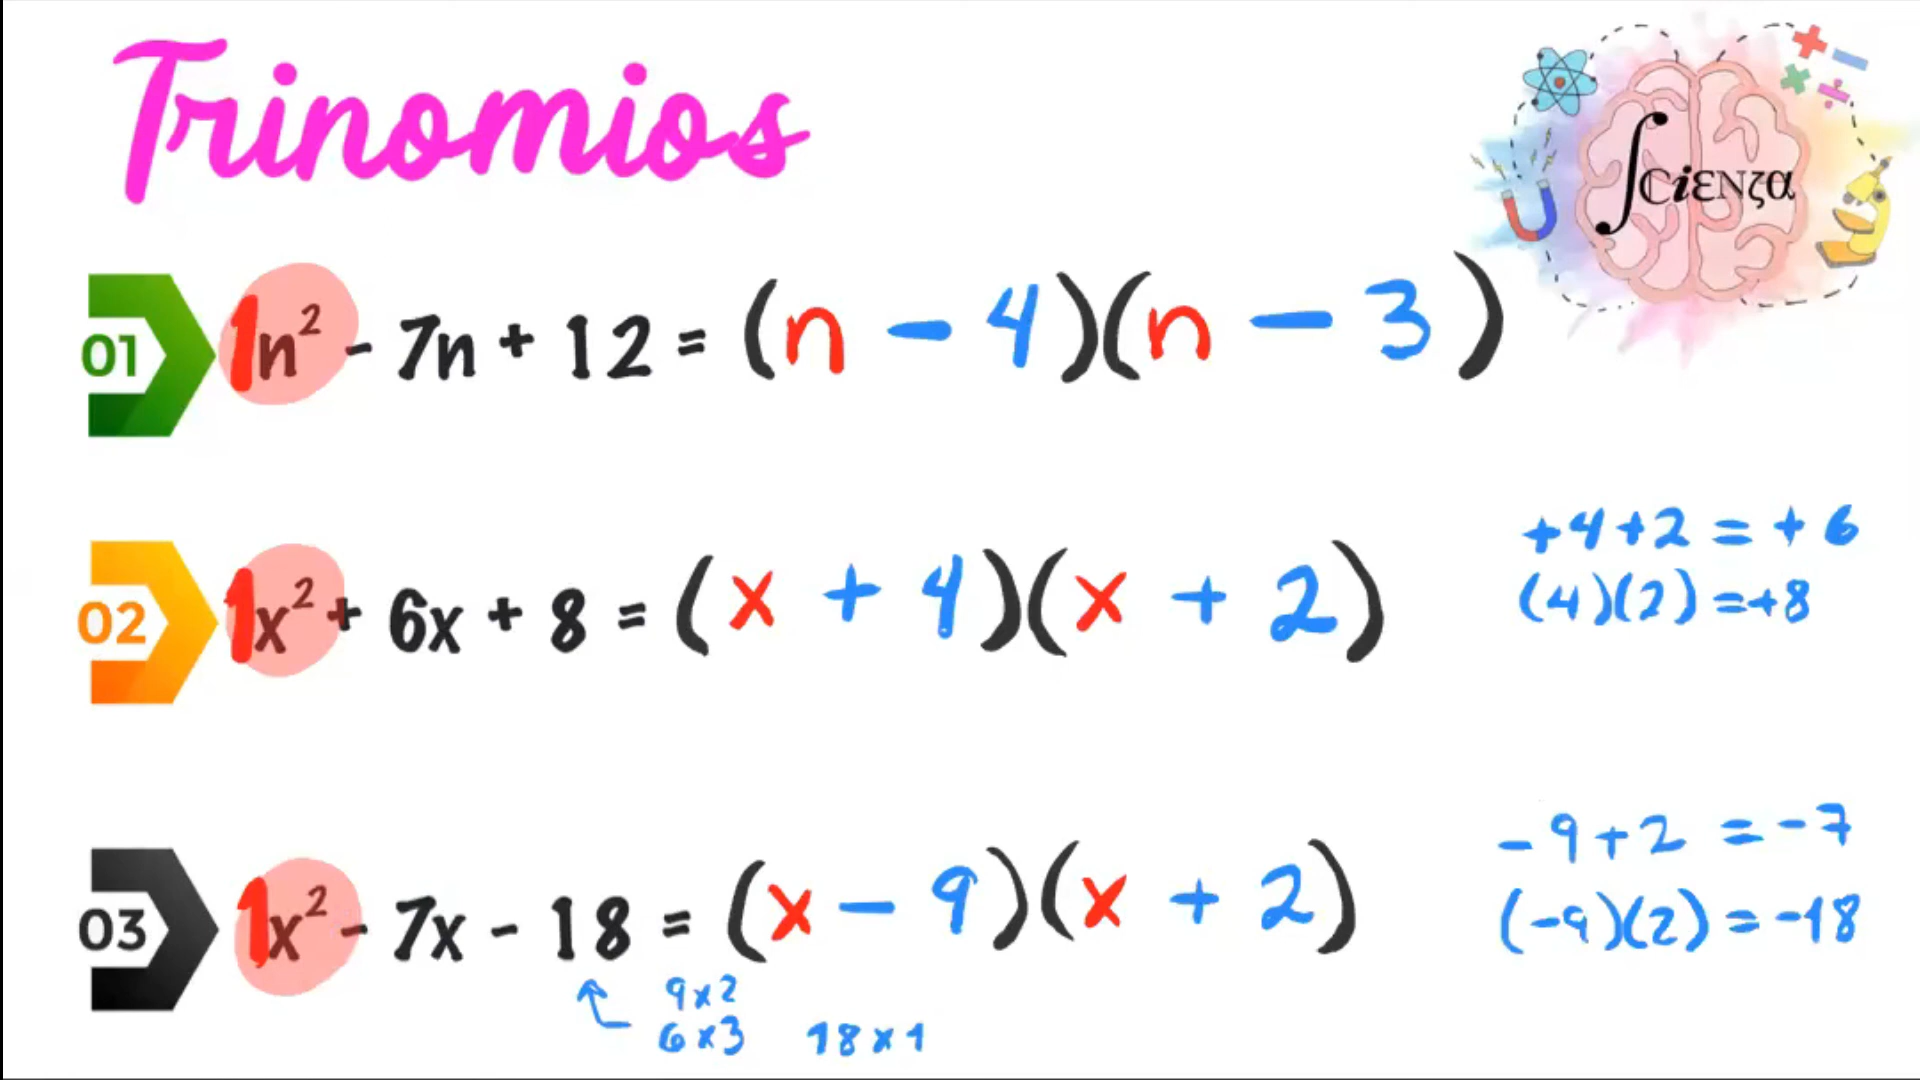 Trinomios
∫CiENζα
01 1n² - 7n + 12 = (n - 4)(n - 3)
02 1x² + 6x + 8 = (x + 4)(x + 2)
+4+2 = +6
(4)(2) =+8
03 1x² - 7x - 18 = (x - 9)(x + 2)
-9+2 = -7
(-9)(2) = -18
9x2
6x3 18x1